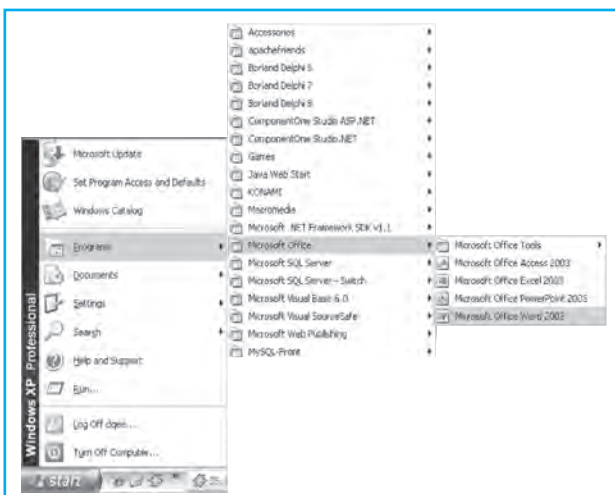 Accessories
apachefriends
Borland Delphi 5
Borland Delphi 7
Borland Delphi 8
ComponentOne Studio ASP.NET
ComponentOne Studio.NET
Games
Java Web Start
KONAMI
Macromedia
Microsoft .NET Framework SDK v1.1
Microsoft Office
Microsoft SQL Server
Microsoft SQL Server - Switch
Microsoft Visual Basic 6.0
Microsoft Visual SourceSafe
Microsoft Web Publishing
MySQL-Front
Microsoft Office Tools
Microsoft Office Access 2003
Microsoft Office Excel 2003
Microsoft Office PowerPoint 2003
Microsoft Office Word 2003
Microsoft Update
Set Program Access and Defaults
Windows Catalog
Programs
Documents
Settings
Search
Help and Support
Run...
Log Off
Turn Off Computer...
Windows XP Professional
start